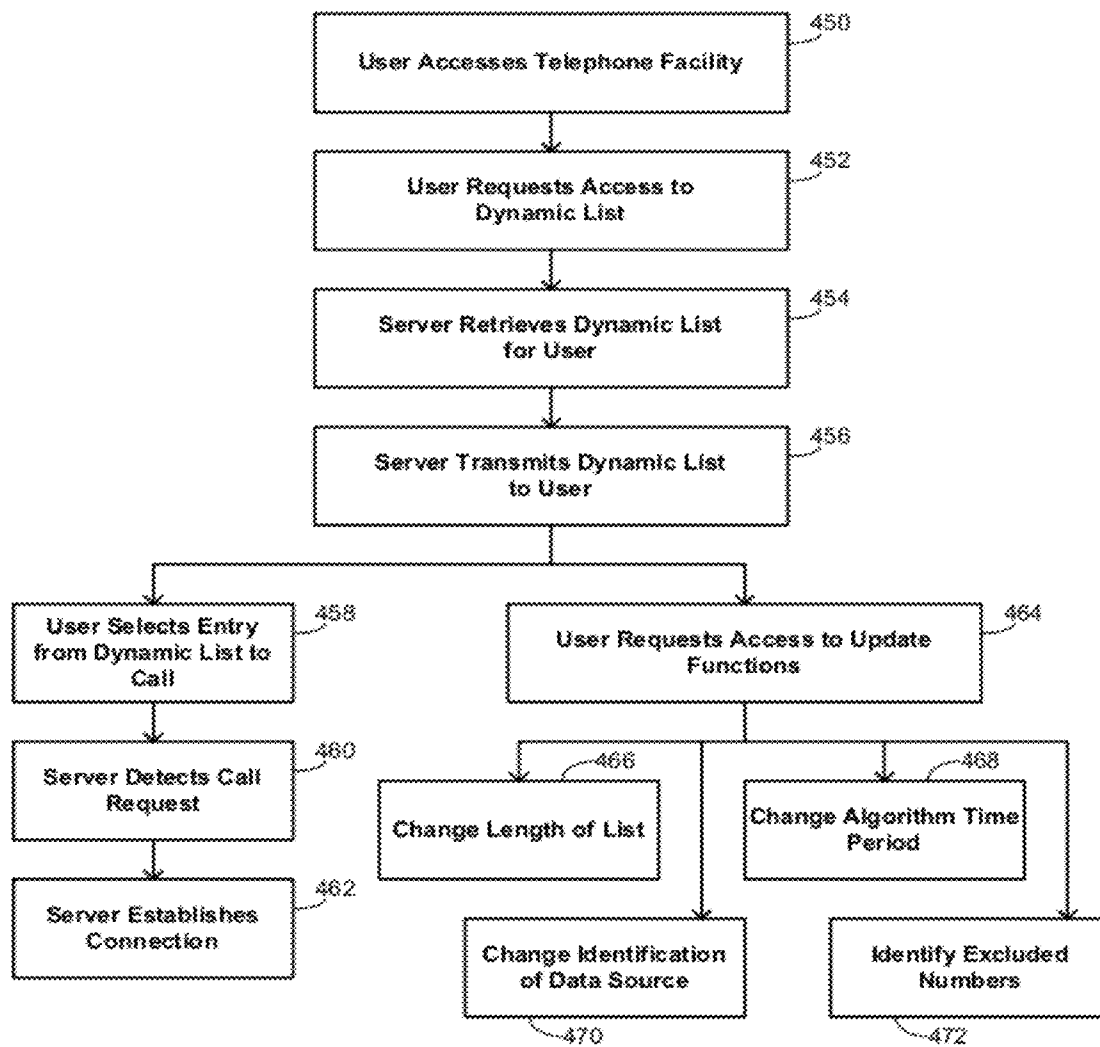 450
User Accesses Telephone Facility
452
User Requests Access to
Dynamic List
454
Server Retrieves Dynamic List
for User
456
Server Transmits Dynamic List
to User
458
User Selects Entry
from Dynamic List to
Call
464
User Requests Access to Update
Functions
460
Server Detects Call
Request
466
Change Length of List
468
Change Algorithm Time
Period
462
Server Establishes
Connection
Change Identification
of Data Source
470
Identify Excluded
Numbers
472